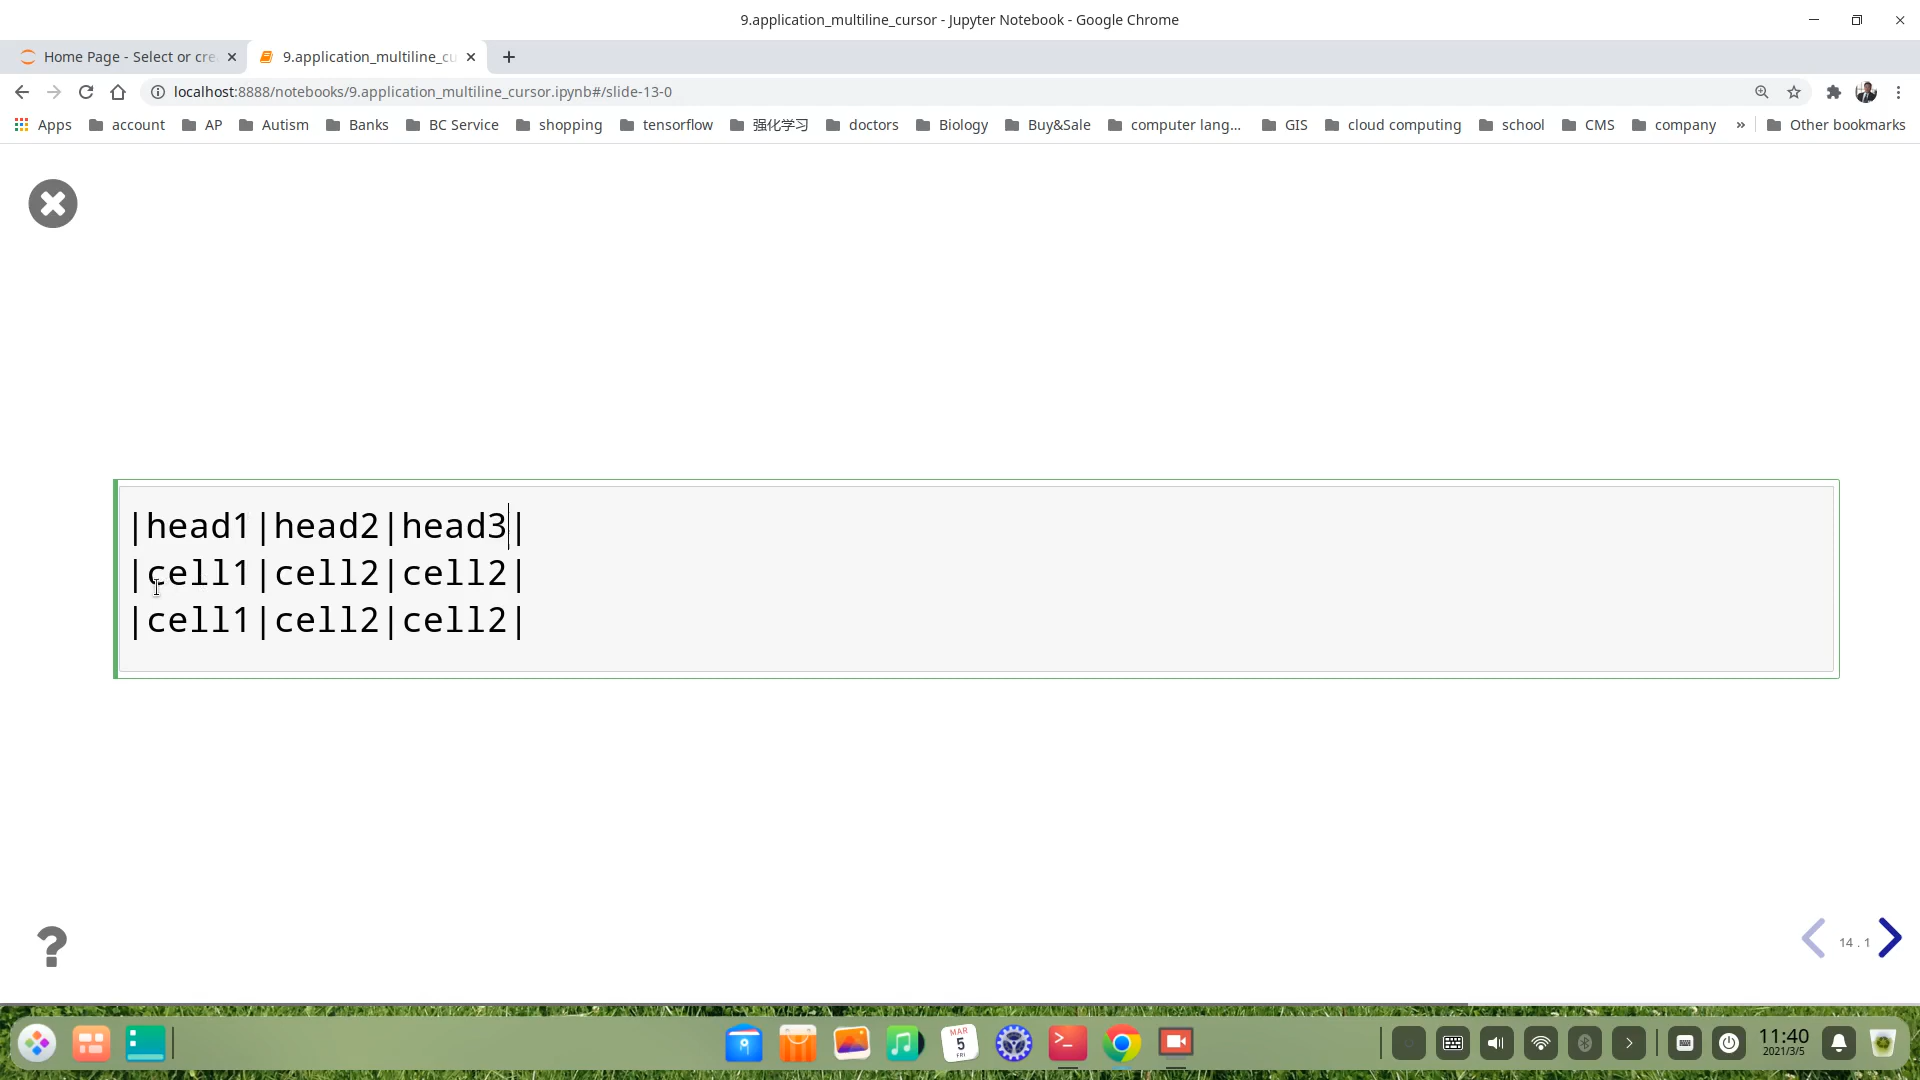 9.application_multiline_cursor - Jupyter Notebook - Google Chrome
Home Page - Select or cre
9.application_multiline_cu
localhost:8888/notebooks/9.application_multiline_cursor.ipynb#/slide-13-0
Apps account AP Autism Banks BC Service shopping tensorflow 强化学习 doctors Biology Buy&Sale computer lang... GIS cloud computing school CMS company » Other bookmarks
|head1|head2|head3|
|cell1|cell2|cell2|
|cell1|cell2|cell2|
?
14 . 1
MAR
5
FRI
11:40
2021/3/5